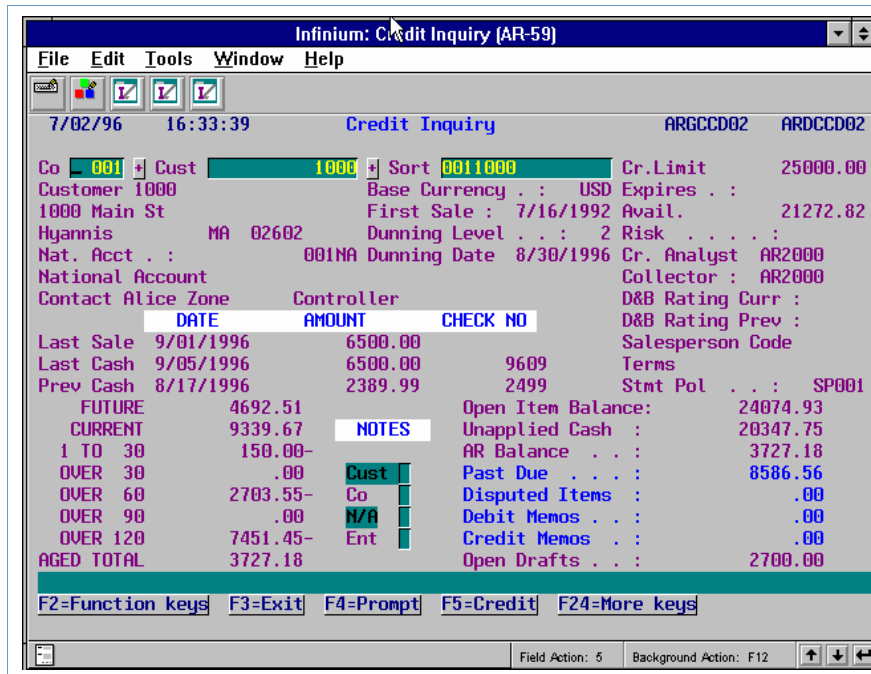 Infinium: Credit Inquiry (AR-59)
File Edit Tools Window Help
7/02/96 16:33:39 Credit Inquiry ARGCCD02 ARDCCD02
Co 001 + Cust 1000 + Sort 0011000 Cr.Limit 25000.00
Customer 1000 Base Currency . : USD Expires . :
1000 Main St First Sale : 7/16/1992 Avail. 21272.82
Hyannis MA 02602 Dunning Level . . : 2 Risk . . . . :
Nat. Acct . : 001NA Dunning Date 8/30/1996 Cr. Analyst AR2000
National Account Collector : AR2000
Contact Alice Zone Controller D&B Rating Curr :
DATE AMOUNT CHECK NO D&B Rating Prev :
Last Sale 9/01/1996 6500.00 Salesperson Code
Last Cash 9/05/1996 6500.00 9609 Terms
Prev Cash 8/17/1996 2389.99 2499 Stmt Pol . . : SP001
FUTURE 4692.51 Open Item Balance: 24074.93
CURRENT 9339.67 NOTES Unapplied Cash : 20347.75
1 TO 30 150.00- AR Balance . . : 3727.18
OVER 30 .00 Cust Past Due . . . : 8586.56
OVER 60 2703.55- Co Disputed Items : .00
OVER 90 .00 N/A Debit Memos . . : .00
OVER 120 7451.45- Ent Credit Memos . : .00
AGED TOTAL 3727.18 Open Drafts . . : 2700.00
F2=Function keys F3=Exit F4=Prompt F5=Credit F24=More keys
Field Action: 5 Background Action: F12